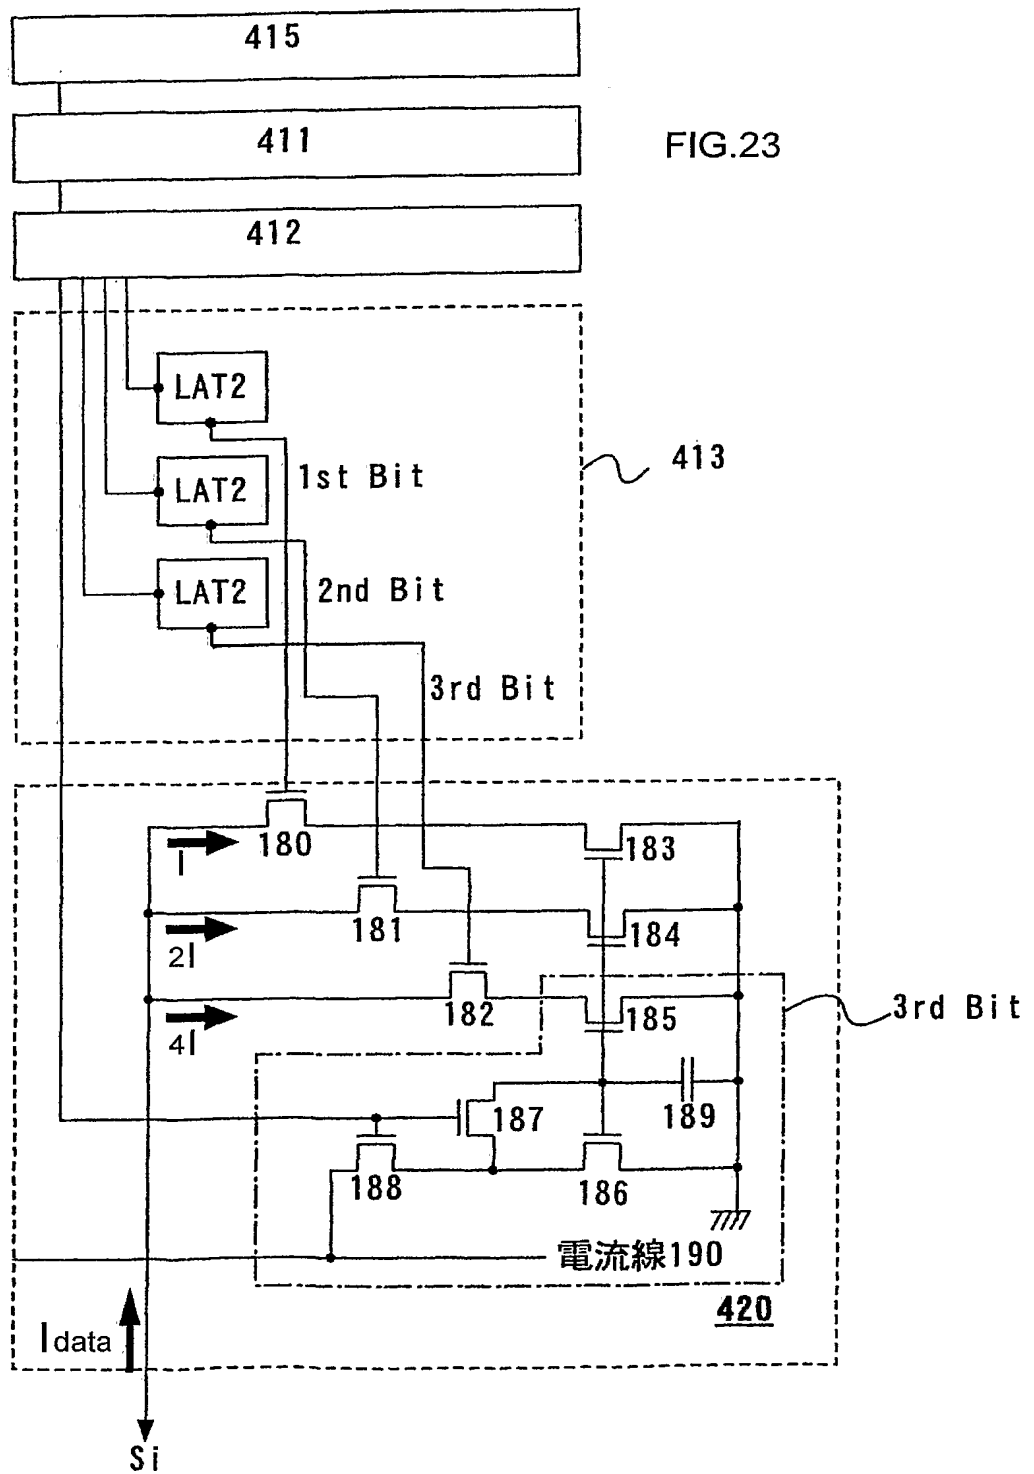 415
411
FIG.23
412
LAT2
413
1st Bit
LAT2
2nd Bit
LAT2
3rd Bit
180
183
I
181
184
2I
182
185
3rd Bit
4I
187
189
188
186
電流線190
420
Idata
Si